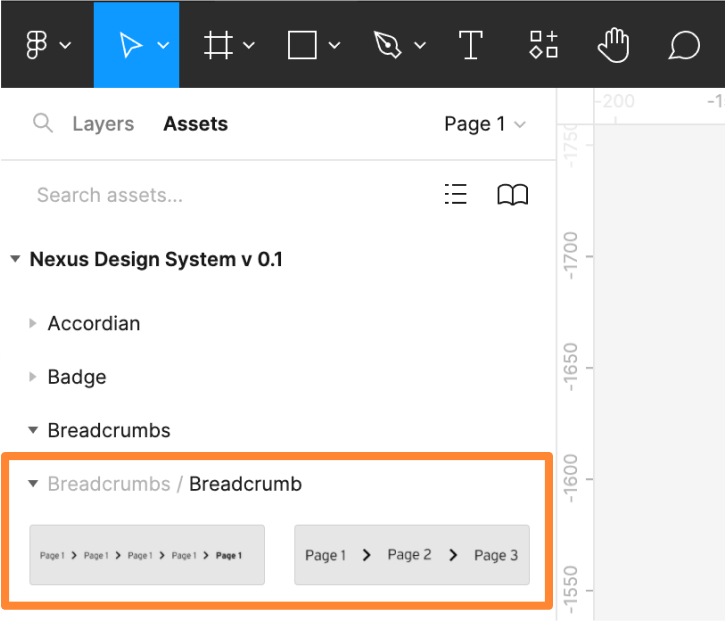 -200
-1
Layers
Assets
Page 1
-1750
Search assets...
Nexus Design System v 0.1
-1700
Accordian
-1650
Badge
Breadcrumbs
Breadcrumbs / Breadcrumb
-1600
Page 1 > Page 1 > Page 1 > Page 1 > Page 1
Page 1 > Page 2 > Page 3
-1550